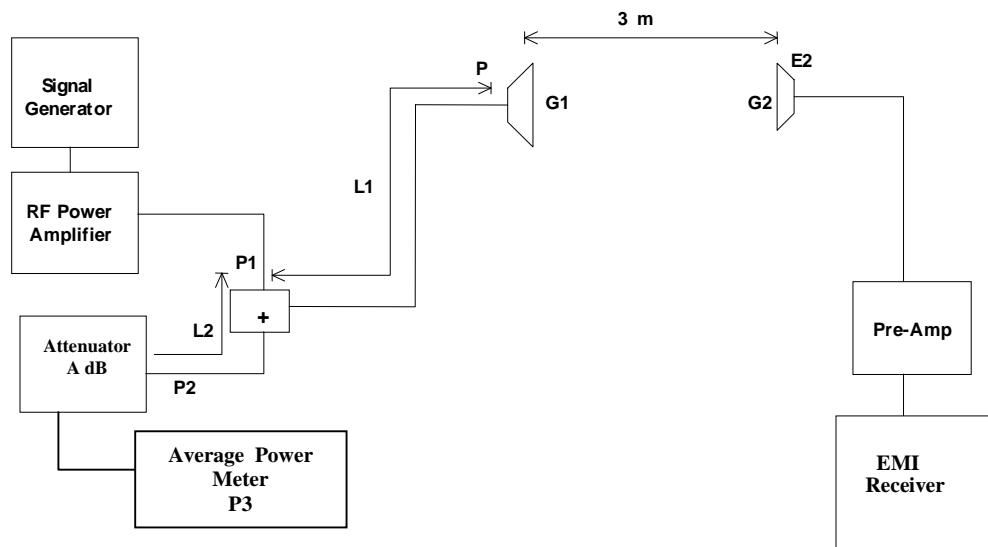 3 m
Signal
Generator
P
G1
E2
G2
L1
RF Power
Amplifier
P1
+
L2
Attenuator
A dB
P2
Pre-Amp
Average Power
Meter
P3
EMI
Receiver